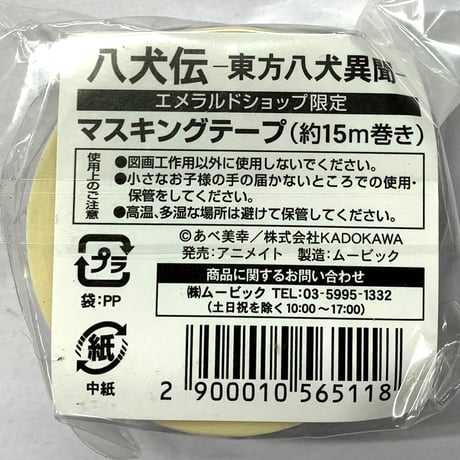 八犬伝 -東方八犬異聞-
エメラルドショップ限定
マスキングテープ(約15m巻き)
使用上のご注意
●図画工作用以外に使用しないでください。
●小さなお子様の手の届かないところでの使用・
保管をしてください。
●高温、多湿な場所は避けて保管してください。
©あべ美幸/株式会社KADOKAWA
発売:アニメイト 製造:ムービック
プラ
袋:PP
商品に関するお問い合わせ
㈱ムービック TEL:03-5995-1332
(土日祝を除く10:00~17:00)
紙
中紙
2 900010 565118